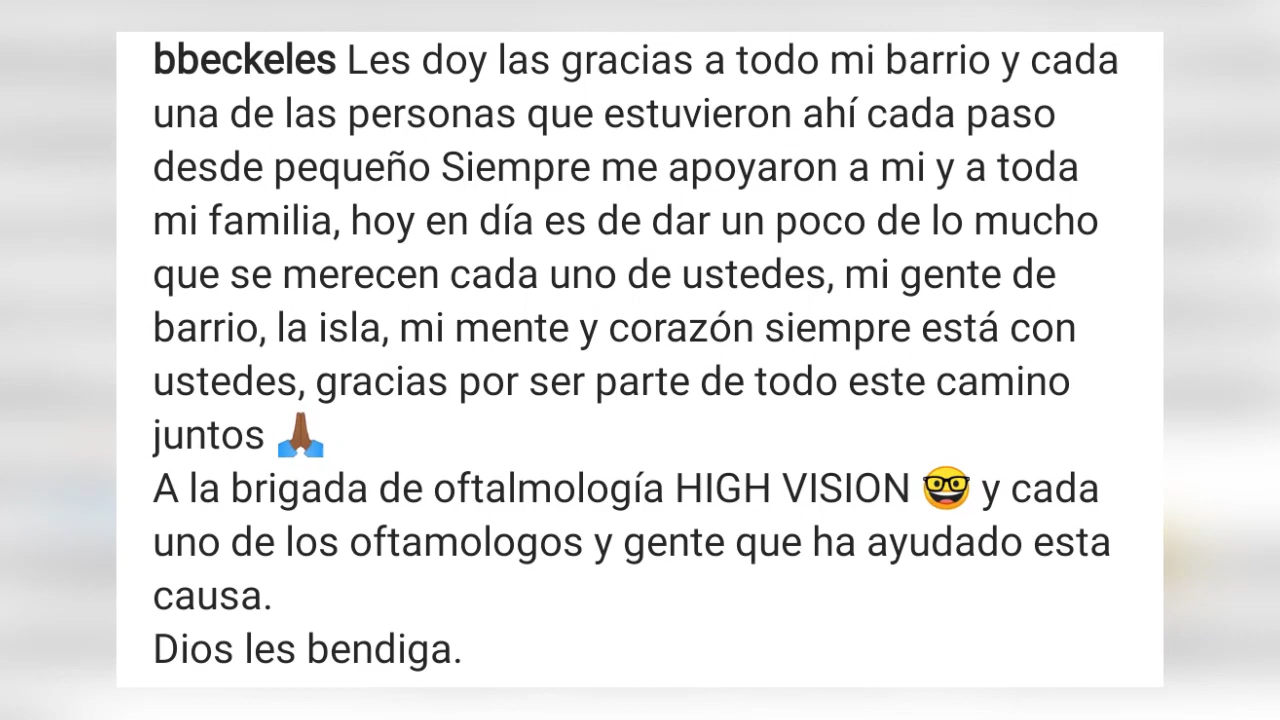 bbeckeles Les doy las gracias a todo mi barrio y cada
una de las personas que estuvieron ahí cada paso
desde pequeño Siempre me apoyaron a mi y a toda
mi familia, hoy en día es de dar un poco de lo mucho
que se merecen cada uno de ustedes, mi gente de
barrio, la isla, mi mente y corazón siempre está con
ustedes, gracias por ser parte de todo este camino
juntos 🙏🏾
A la brigada de oftalmología HIGH VISION 🤓 y cada
uno de los oftamologos y gente que ha ayudado esta
causa.
Dios les bendiga.